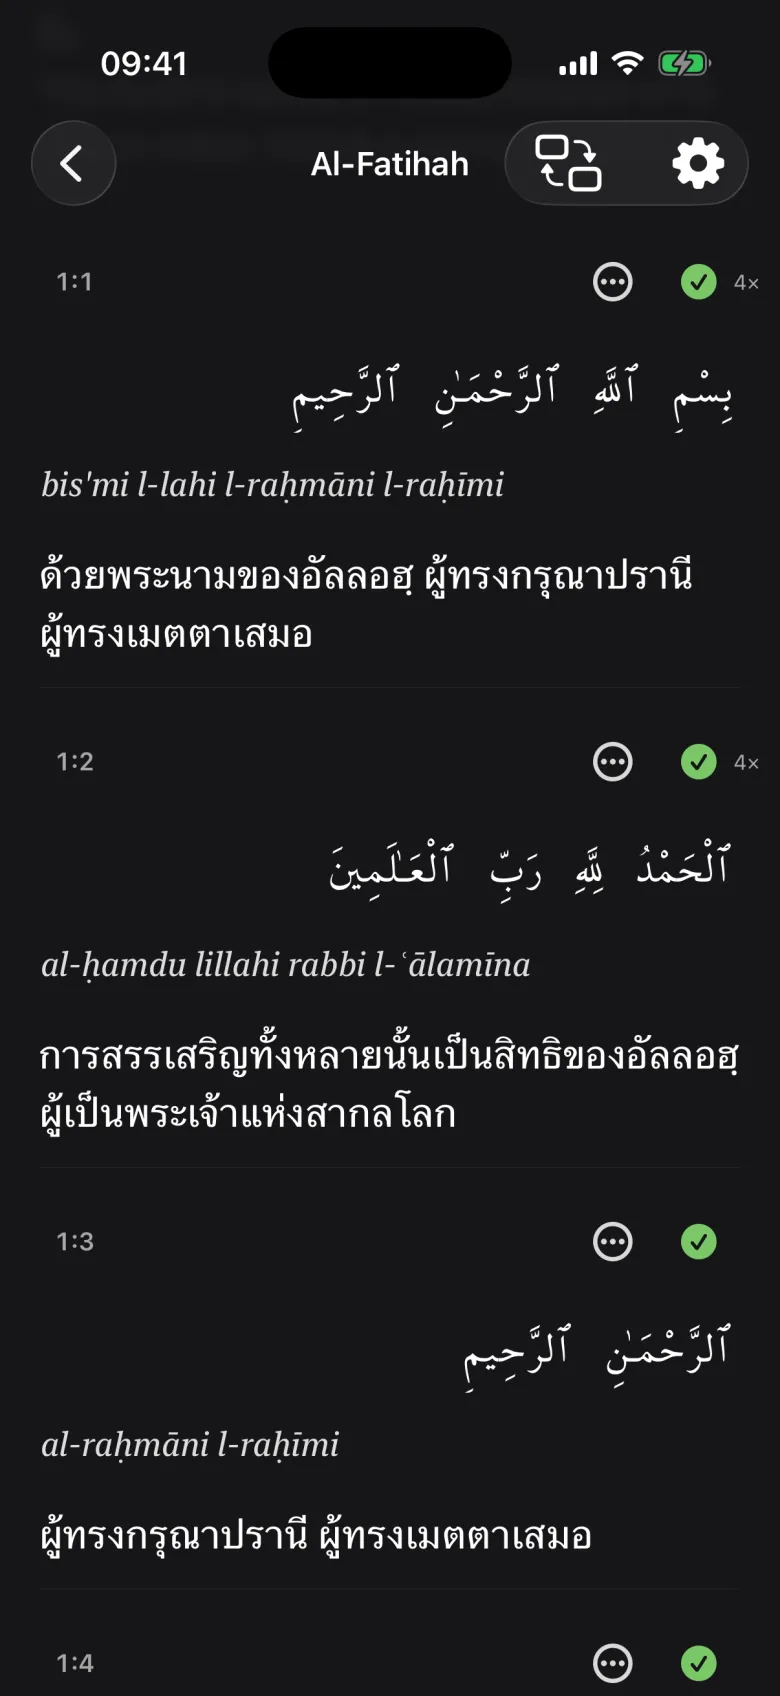 09:41
Al-Fatihah
1:1
4×
بِسْمِ ٱللَّهِ ٱلرَّحْمَـٰنِ ٱلرَّحِيمِ
bis'mi l-lahi l-raḥmāni l-raḥīmi
ด้วยพระนามของอัลลอฮฺ ผู้ทรงกรุณาปรานี
ผู้ทรงเมตตาเสมอ
1:2
4×
ٱلْحَمْدُ لِلَّهِ رَبِّ ٱلْعَـٰلَمِينَ
al-ḥamdu lillahi rabbi l-ʿālamīna
การสรรเสริญทั้งหลายนั้นเป็นสิทธิของอัลลอฮฺ
ผู้เป็นพระเจ้าแห่งสากลโลก
1:3
ٱلرَّحْمَـٰنِ ٱلرَّحِيمِ
al-raḥmāni l-raḥīmi
ผู้ทรงกรุณาปรานี ผู้ทรงเมตตาเสมอ
1:4